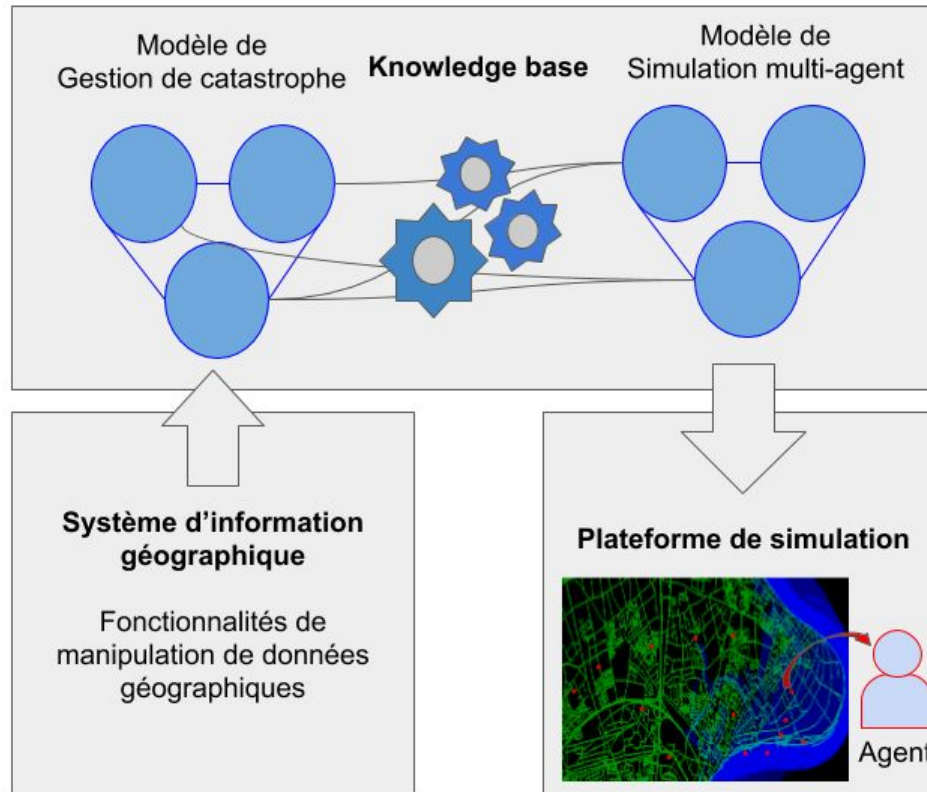 Modèle de
Gestion de catastrophe
Knowledge base
Modèle de
Simulation multi-agent
Système d’information
géographique
Fonctionnalités de
manipulation de données
géographiques
Plateforme de simulation
Agent